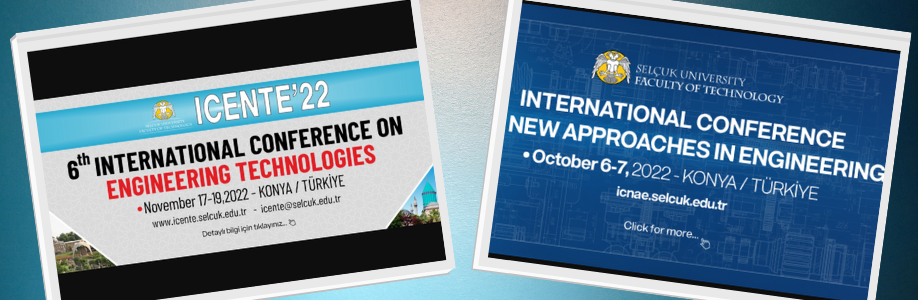 ICENTE'22
6th INTERNATIONAL CONFERENCE ON
ENGINEERING TECHNOLOGIES
•November 17-19,2022 - KONYA / TÜRKİYE
www.icente.selcuk.edu.tr - icente@selcuk.edu.tr
Detaylı bilgi için tıklayınız...
SELÇUK UNIVERSITY
FACULTY OF TECHNOLOGY
INTERNATIONAL CONFERENCE
NEW APPROACHES IN ENGINEERING
•October 6-7, 2022 - KONYA / TÜRKİYE
icnae.selcuk.edu.tr
Click for more...